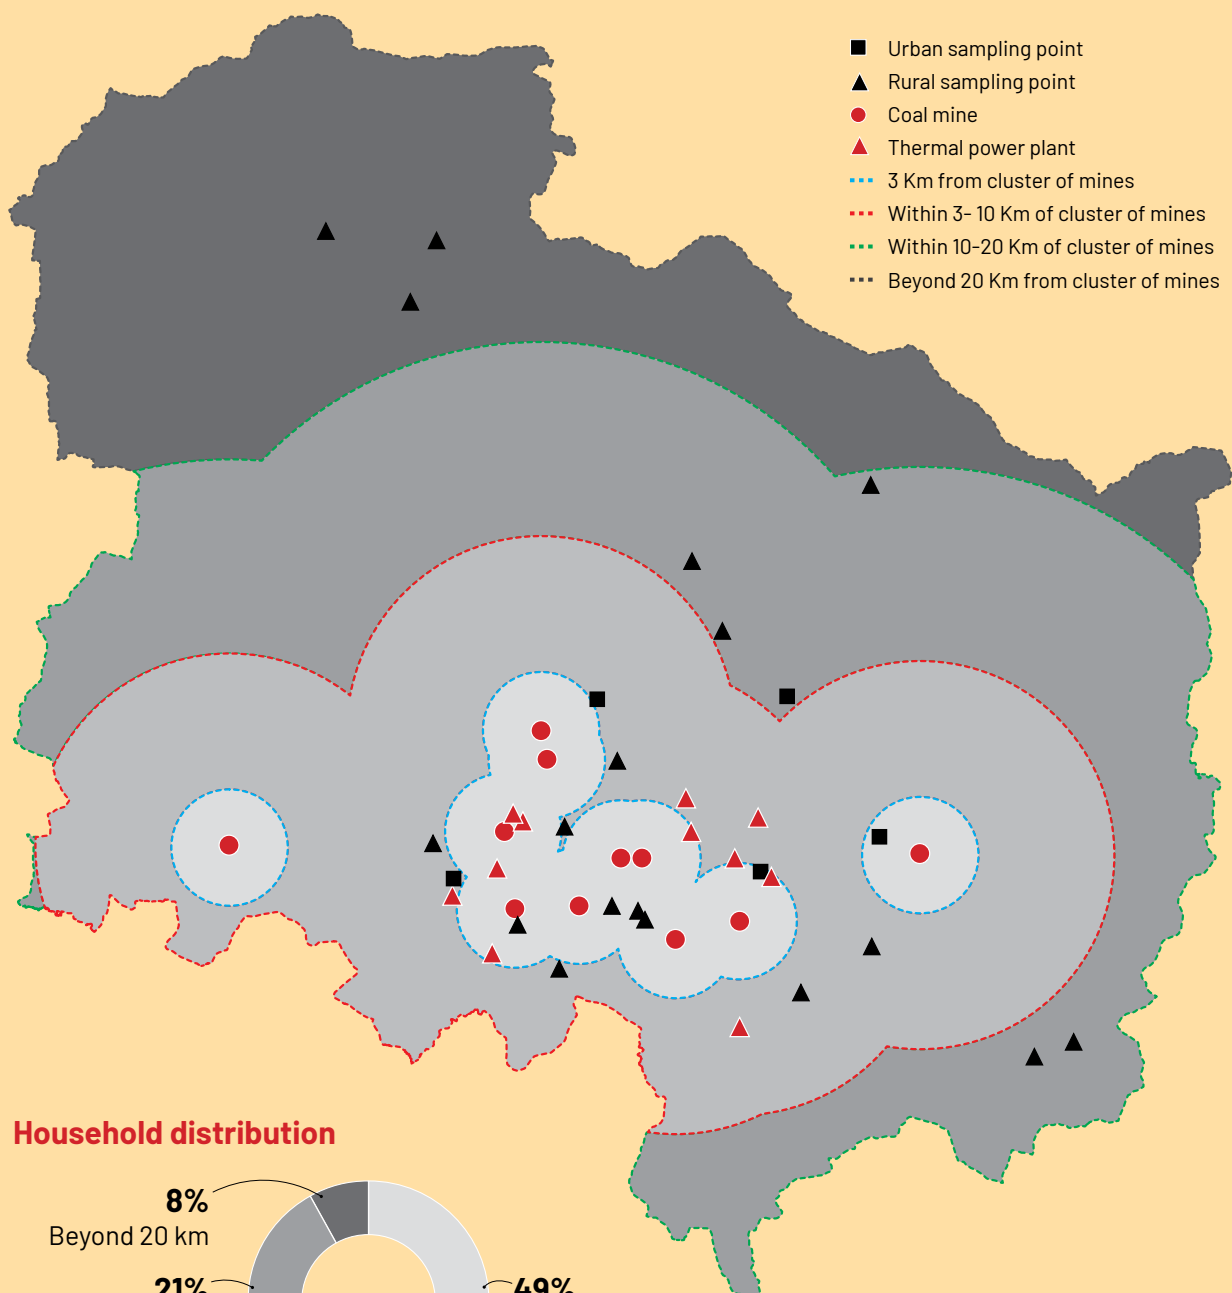 Urban sampling point
Rural sampling point
Coal mine
Thermal power plant
3 Km from cluster of mines
Within 3- 10 Km of cluster of mines
Within 10-20 Km of cluster of mines
Beyond 20 Km from cluster of mines
Household distribution
8%
Beyond 20 km
21%
49%